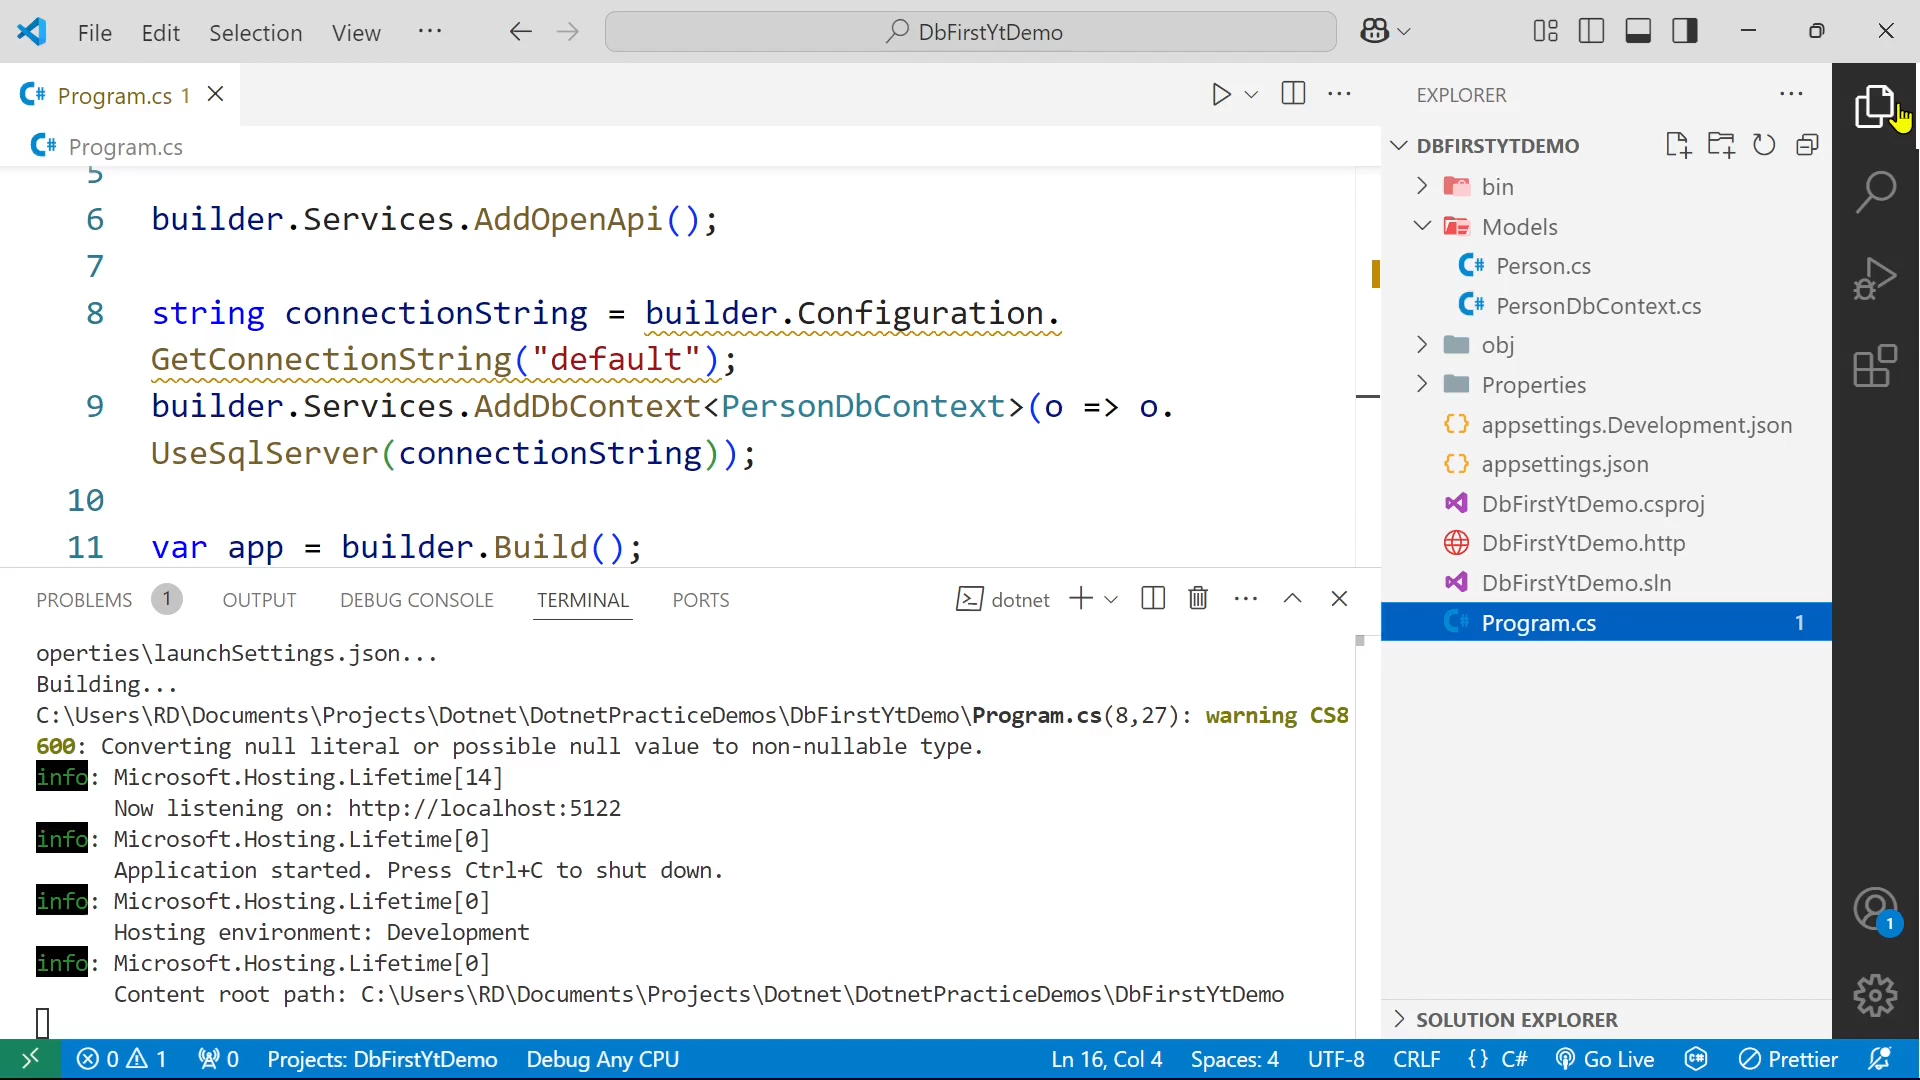 File Edit Selection View ··· DbFirstYtDemo
Program.cs 1
Program.cs
5
6 builder.Services.AddOpenApi();
7
8 string connectionString = builder.Configuration.
GetConnectionString("default");
9 builder.Services.AddDbContext<PersonDbContext>(o => o.
UseSqlServer(connectionString));
10
11 var app = builder.Build();
PROBLEMS 1 OUTPUT DEBUG CONSOLE TERMINAL PORTS dotnet
operties\launchSettings.json...
Building...
C:\Users\RD\Documents\Projects\Dotnet\DotnetPracticeDemos\DbFirstYtDemo\Program.cs(8,27): warning CS8
600: Converting null literal or possible null value to non-nullable type.
info: Microsoft.Hosting.Lifetime[14]
Now listening on: http://localhost:5122
info: Microsoft.Hosting.Lifetime[0]
Application started. Press Ctrl+C to shut down.
info: Microsoft.Hosting.Lifetime[0]
Hosting environment: Development
info: Microsoft.Hosting.Lifetime[0]
Content root path: C:\Users\RD\Documents\Projects\Dotnet\DotnetPracticeDemos\DbFirstYtDemo
EXPLORER
DBFIRSTYTDEMO
bin
Models
C# Person.cs
C# PersonDbContext.cs
obj
Properties
{} appsettings.Development.json
{} appsettings.json
DbFirstYtDemo.csproj
DbFirstYtDemo.http
DbFirstYtDemo.sln
C# Program.cs 1
SOLUTION EXPLORER
1
0 1 0 Projects: DbFirstYtDemo Debug Any CPU Ln 16, Col 4 Spaces: 4 UTF-8 CRLF {} C# Go Live Prettier